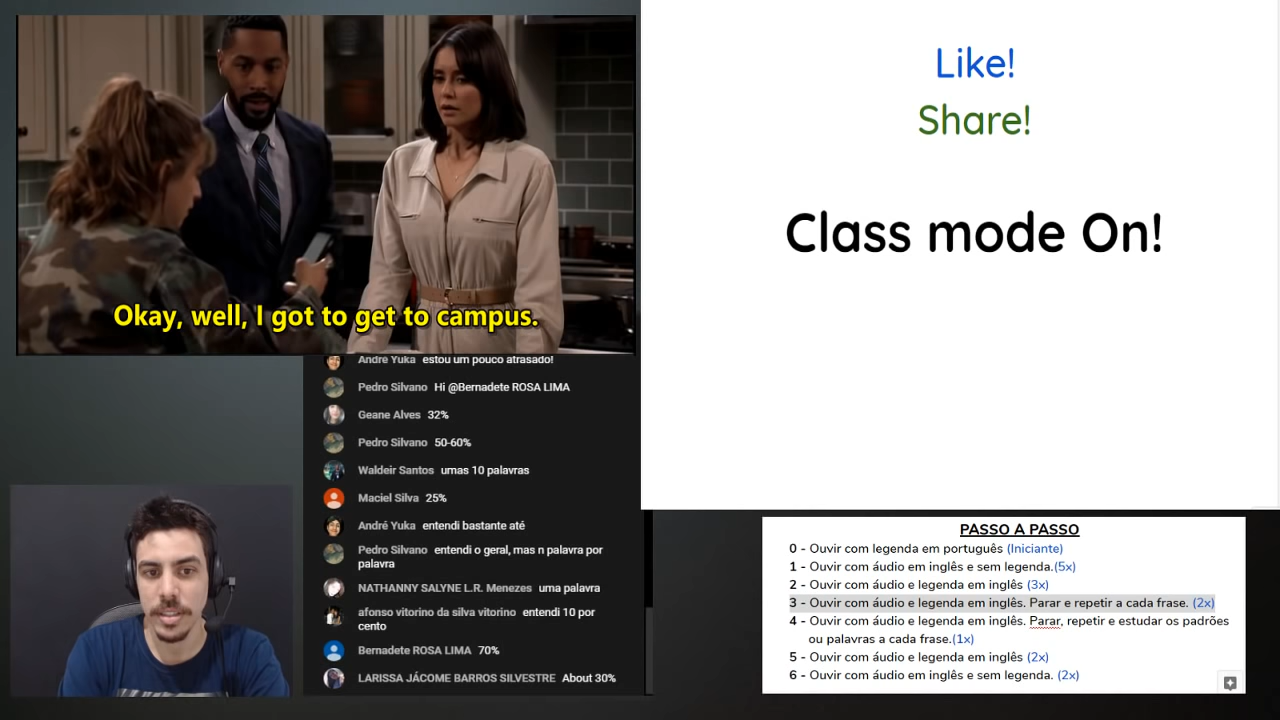 Okay, well, I got to get to campus.
André Yuka estou um pouco atrasado!
Pedro Silvano Hi @Bernadete ROSA LIMA
Geane Alves 32%
Pedro Silvano 50-60%
Waldeir Santos umas 10 palavras
Maciel Silva 25%
André Yuka entendi bastante até
Pedro Silvano entendi o geral, mas n palavra por
palavra
NATHANNY SALYNE L.R. Menezes uma palavra
afonso vitorino da silva vitorino entendi 10 por
cento
Bernadete ROSA LIMA 70%
LARISSA JÁCOME BARROS SILVESTRE About 30%
Like!
Share!
Class mode On!
PASSO A PASSO
0 - Ouvir com legenda em português (Iniciante)
1 - Ouvir com áudio em inglês e sem legenda.(5x)
2 - Ouvir com áudio e legenda em inglês (3x)
3 - Ouvir com áudio e legenda em inglês. Parar e repetir a cada frase. (2x)
4 - Ouvir com áudio e legenda em inglês. Parar, repetir e estudar os padrões
ou palavras a cada frase.(1x)
5 - Ouvir com áudio e legenda em inglês (2x)
6 - Ouvir com áudio em inglês e sem legenda. (2x)